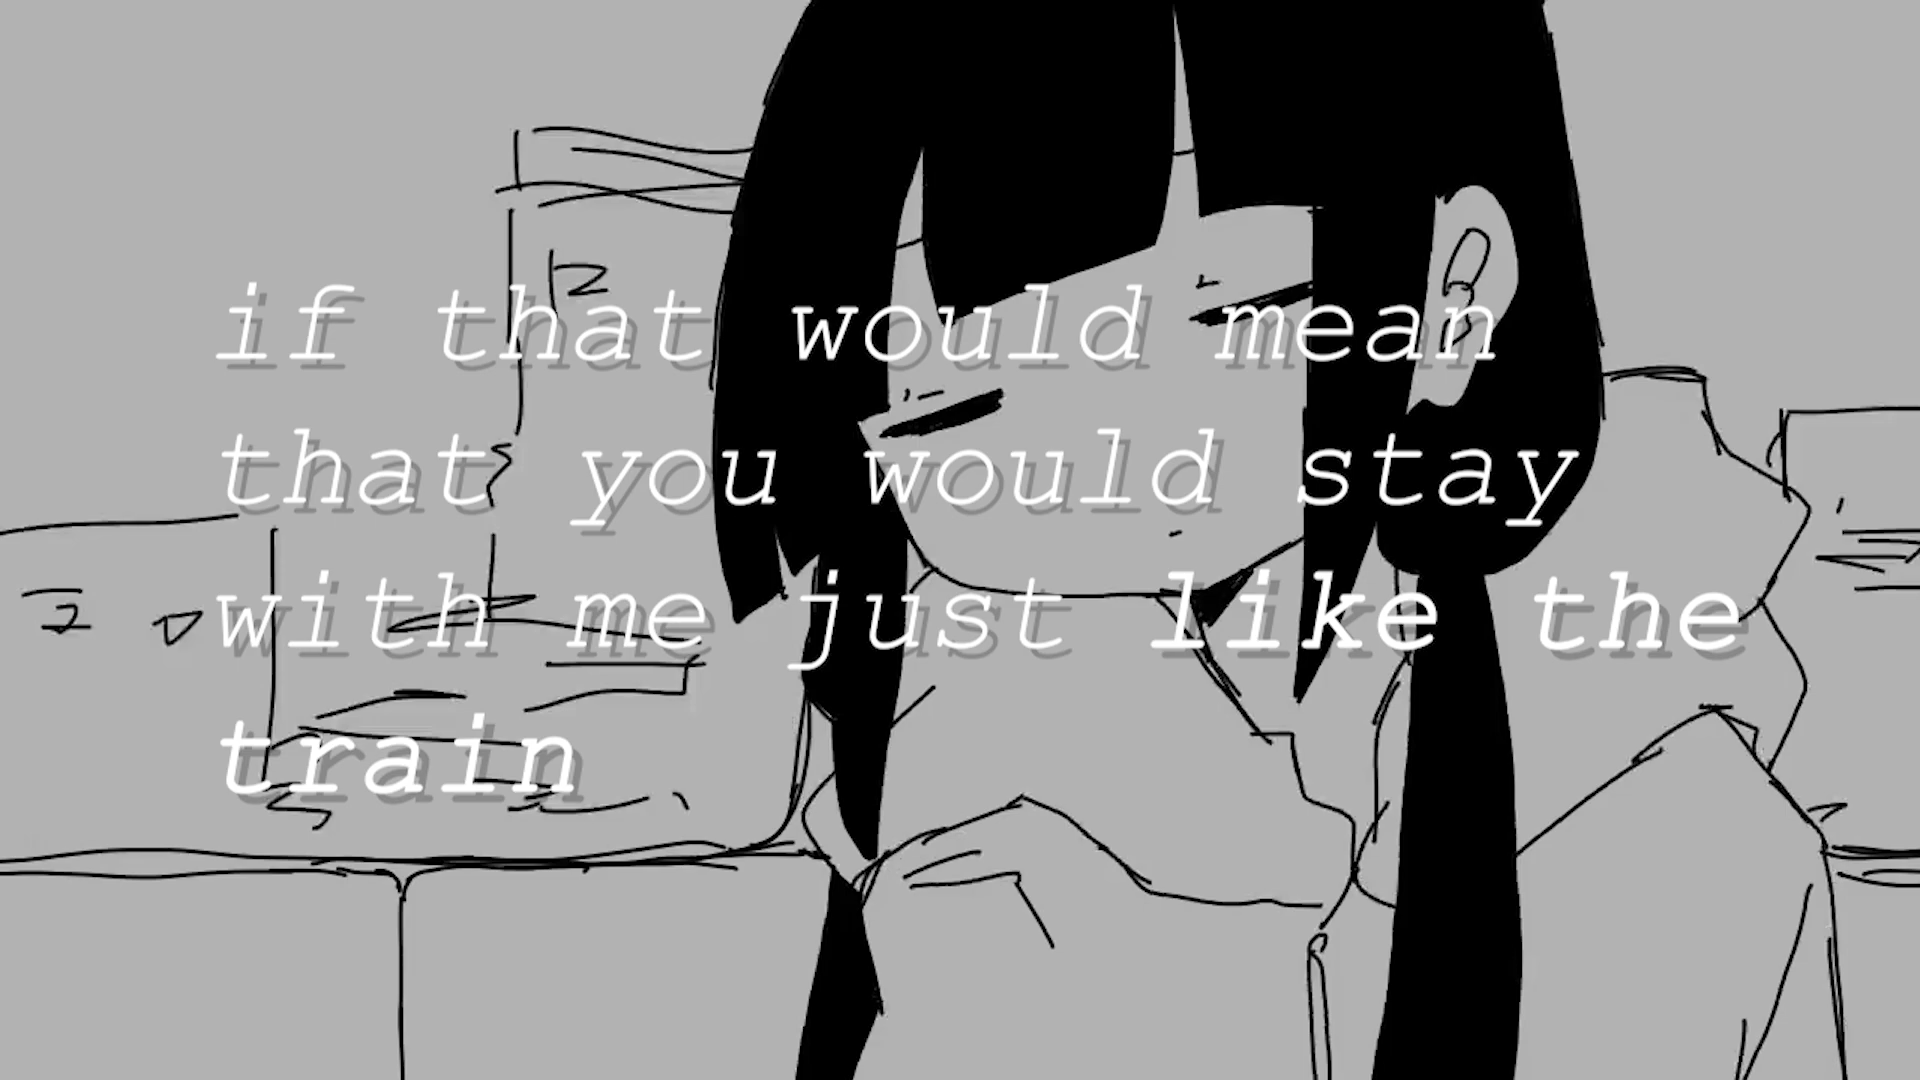 if that would mean
that you would stay
with me just like the
train